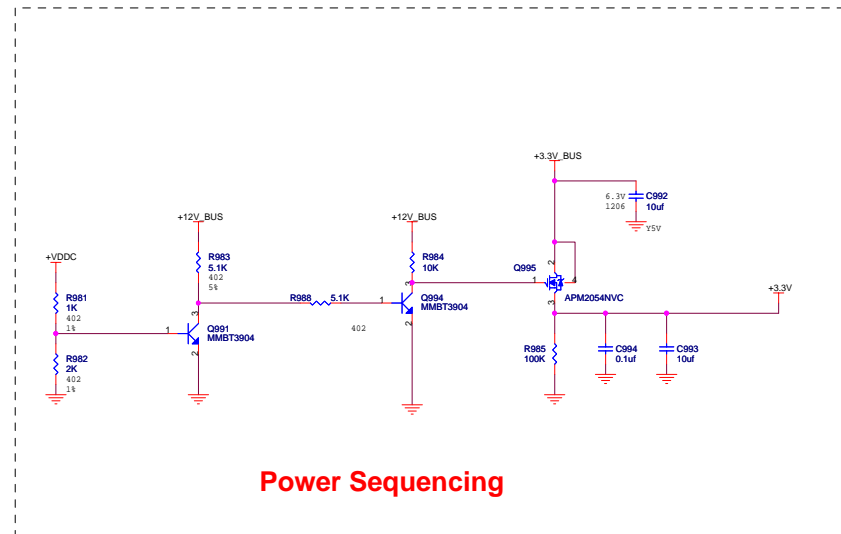 +3.3V_BUS
6.3V
1206
C992
10uf
Y5V
+12V_BUS
+12V_BUS
+VDDC
R983
5.1K
402
5%
R984
10K
Q995
2
1
4
3
APM2054NVC
+3.3V
R981
1K
402
1%
R988
5.1K
402
3
1
2
Q991
MMBT3904
3
1
2
Q994
MMBT3904
R982
2K
402
1%
R985
100K
C994
0.1uf
C993
10uf
Power Sequencing